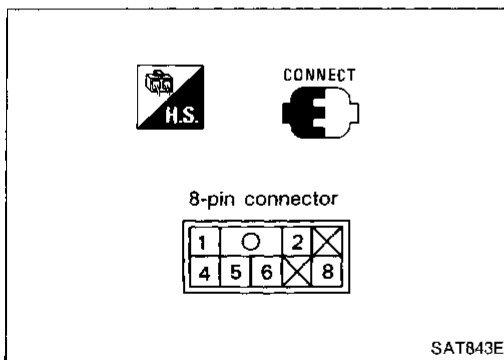 CONNECT
H.S.
8-pin connector
1 2
4 5 6 8
SAT843E